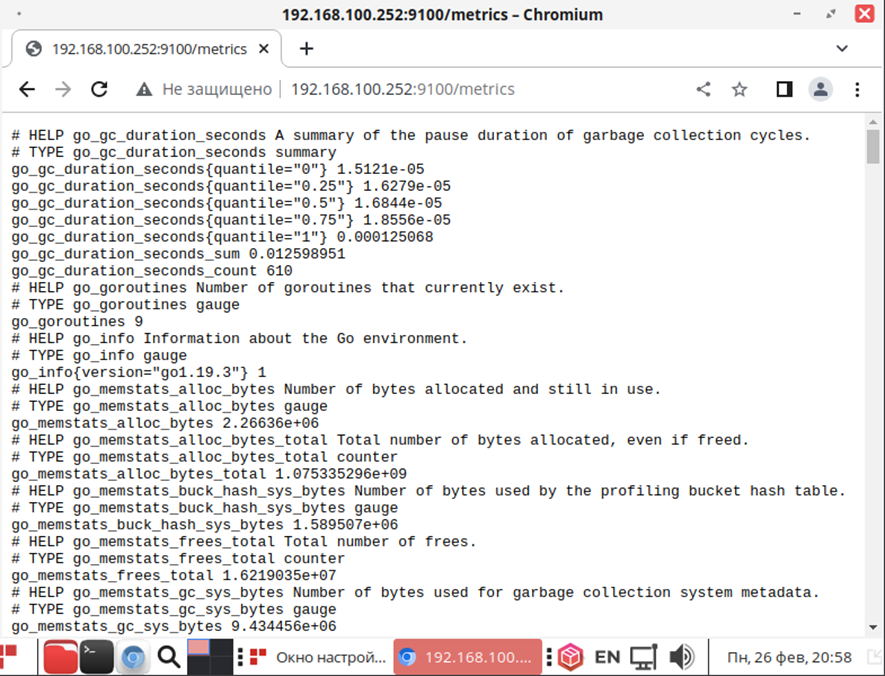 192.168.100.252:9100/metrics – Chromium
192.168.100.252:9100/metrics
Не защищено 192.168.100.252:9100/metrics
# HELP go_gc_duration_seconds A summary of the pause duration of garbage collection cycles.
# TYPE go_gc_duration_seconds summary
go_gc_duration_seconds{quantile="0"} 1.5121e-05
go_gc_duration_seconds{quantile="0.25"} 1.6279e-05
go_gc_duration_seconds{quantile="0.5"} 1.6844e-05
go_gc_duration_seconds{quantile="0.75"} 1.8556e-05
go_gc_duration_seconds{quantile="1"} 0.000125068
go_gc_duration_seconds_sum 0.012598951
go_gc_duration_seconds_count 610
# HELP go_goroutines Number of goroutines that currently exist.
# TYPE go_goroutines gauge
go_goroutines 9
# HELP go_info Information about the Go environment.
# TYPE go_info gauge
go_info{version="go1.19.3"} 1
# HELP go_memstats_alloc_bytes Number of bytes allocated and still in use.
# TYPE go_memstats_alloc_bytes gauge
go_memstats_alloc_bytes 2.26636e+06
# HELP go_memstats_alloc_bytes_total Total number of bytes allocated, even if freed.
# TYPE go_memstats_alloc_bytes_total counter
go_memstats_alloc_bytes_total 1.075335296e+09
# HELP go_memstats_buck_hash_sys_bytes Number of bytes used by the profiling bucket hash table.
# TYPE go_memstats_buck_hash_sys_bytes gauge
go_memstats_buck_hash_sys_bytes 1.589507e+06
# HELP go_memstats_frees_total Total number of frees.
# TYPE go_memstats_frees_total counter
go_memstats_frees_total 1.6219035e+07
# HELP go_memstats_gc_sys_bytes Number of bytes used for garbage collection system metadata.
# TYPE go_memstats_gc_sys_bytes gauge
go_memstats_gc_sys_bytes 9.434456e+06
Окно настрой... 192.168.100.... EN Пн, 26 фев, 20:58